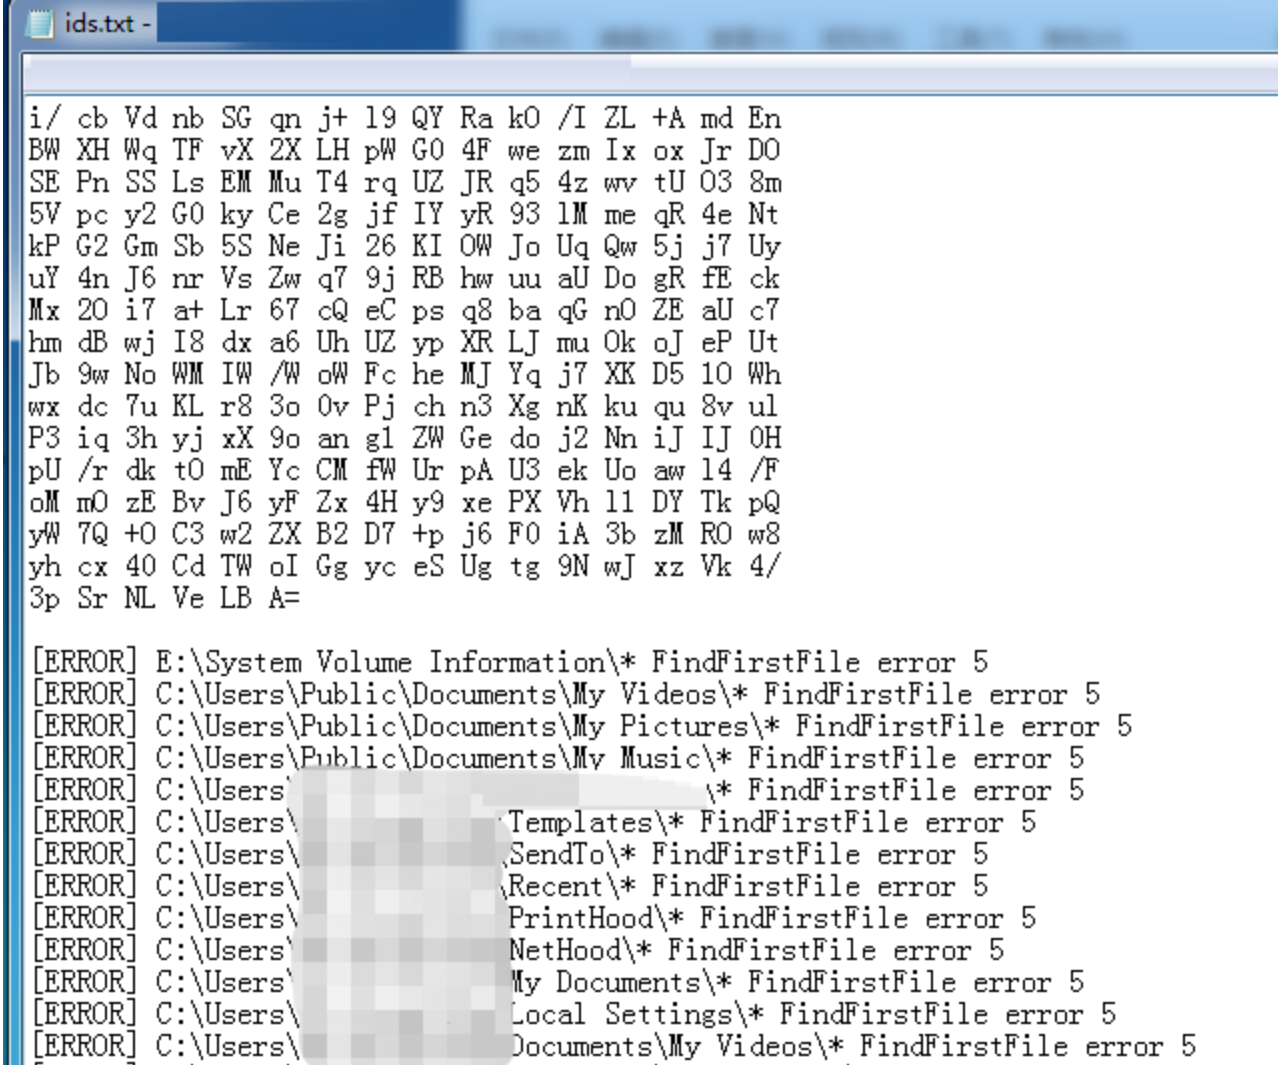 ids.txt -
i/ cb Vd nb SG qn j+ l9 QY Ra kO /I ZL +A md En
BW XH Wq TF vX 2X LH pW GO 4F we zm Ix ox Jr DO
SE Pn SS Ls EM Mu T4 rq UZ JR q5 4z wv tU O3 8m
5V pc y2 GO ky Ce 2g jf IY yR 93 lM me qR 4e Nt
kP G2 Gm Sb 5S Ne Ji 26 KI OW Jo Uq Qw 5j j7 Uy
uY 4n J6 nr Vs Zw q7 9j RB hw uu aU Do gR fE ck
Mx 2O i7 a+ Lr 67 cQ eC ps q8 ba qG nO ZE aU c7
hm dB wj I8 dx a6 Uh UZ yp XR LJ mu Ok oJ eP Ut
Jb 9w No WM IW /W oW Fc he MJ Yq j7 XK D5 1O Wh
wx dc 7u KL r8 3o 0v Pj ch n3 Xg nK ku qu 8v ul
P3 iq 3h yj xX 9o an g1 ZW Ge do j2 Nn iJ IJ 0H
pU /r dk tO mE Yc CM fW Ur pA U3 ek Uo aw l4 /F
oM mO zE Bv J6 yF Zx 4H y9 xe PX Vh l1 DY Tk pQ
yW 7Q +O C3 w2 ZX B2 D7 +p j6 F0 iA 3b zM RO w8
yh cx 40 Cd TW oI Gg yc eS Ug tg 9N wJ xz Vk 4/
3p Sr NL Ve LB A=
[ERROR] E:\System Volume Information\* FindFirstFile error 5
[ERROR] C:\Users\Public\Documents\My Videos\* FindFirstFile error 5
[ERROR] C:\Users\Public\Documents\My Pictures\* FindFirstFile error 5
[ERROR] C:\Users\Public\Documents\My Music\* FindFirstFile error 5
[ERROR] C:\Users \* FindFirstFile error 5
[ERROR] C:\Users\ Templates\* FindFirstFile error 5
[ERROR] C:\Users\ \SendTo\* FindFirstFile error 5
[ERROR] C:\Users\ \Recent\* FindFirstFile error 5
[ERROR] C:\Users\ PrintHood\* FindFirstFile error 5
[ERROR] C:\Users\ NetHood\* FindFirstFile error 5
[ERROR] C:\Users\ My Documents\* FindFirstFile error 5
[ERROR] C:\Users\ Local Settings\* FindFirstFile error 5
[ERROR] C:\Users\ Documents\My Videos\* FindFirstFile error 5